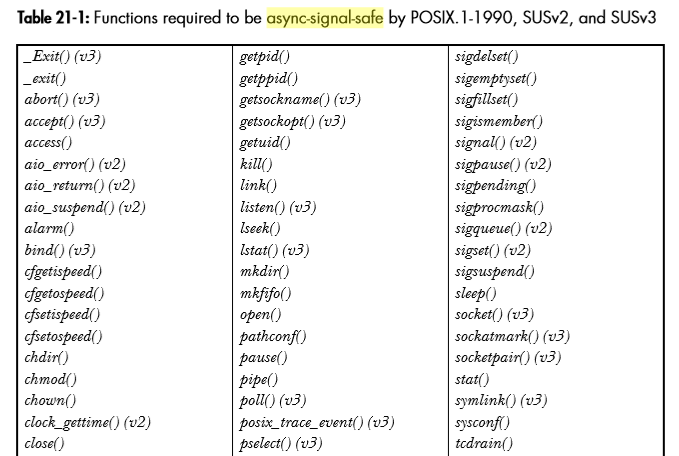 Table 21-1: Functions required to be async-signal-safe by POSIX.1-1990, SUSv2, and SUSv3
_Exit() (v3)
_exit()
abort() (v3)
accept() (v3)
access()
aio_error() (v2)
aio_return() (v2)
aio_suspend() (v2)
alarm()
bind() (v3)
cfgetispeed()
cfgetospeed()
cfsetispeed()
cfsetospeed()
chdir()
chmod()
chown()
clock_gettime() (v2)
close()
getpid()
getppid()
getsockname() (v3)
getsockopt() (v3)
getuid()
kill()
link()
listen() (v3)
lseek()
lstat() (v3)
mkdir()
mkfifo()
open()
pathconf()
pause()
pipe()
poll() (v3)
posix_trace_event() (v3)
pselect() (v3)
sigdelset()
sigemptyset()
sigfillset()
sigismember()
signal() (v2)
sigpause() (v2)
sigpending()
sigprocmask()
sigqueue() (v2)
sigset() (v2)
sigsuspend()
sleep()
socket() (v3)
sockatmark() (v3)
socketpair() (v3)
stat()
symlink() (v3)
sysconf()
tcdrain()